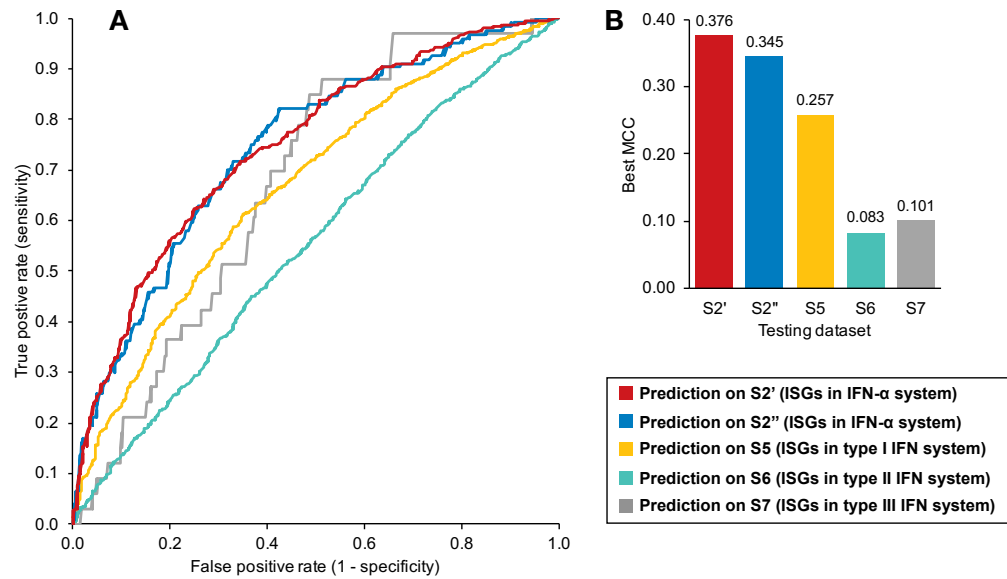 A
True postive rate (sensitivity)
1.0
0.9
0.8
0.7
0.6
0.5
0.4
0.3
0.2
0.1
0.0
0.0 0.2 0.4 0.6 0.8 1.0
False positive rate (1 - specificity)
B
Best MCC
0.40
0.30
0.20
0.10
0.00
0.376
0.345
0.257
0.083
0.101
S2' S2" S5 S6 S7
Testing dataset
Prediction on S2' (ISGs in IFN-α system)
Prediction on S2'' (ISGs in IFN-α system)
Prediction on S5 (ISGs in type I IFN system)
Prediction on S6 (ISGs in type II IFN system)
Prediction on S7 (ISGs in type III IFN system)